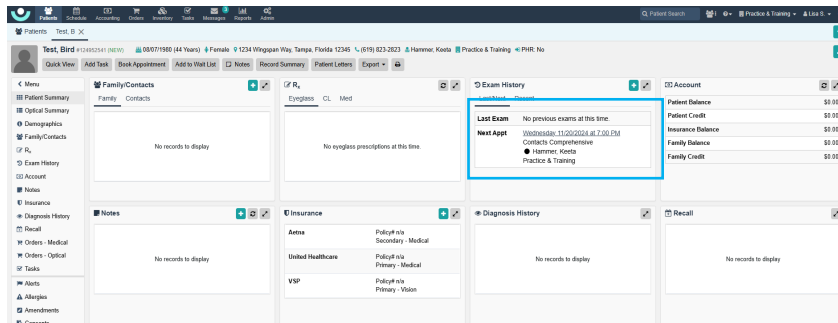 Patients Schedule Accounting Orders Inventory Tasks Messages 3 Reports Admin Patient Search Practice & Training Lisa S.
Patients Test, B X
Test, Bird #124952541 (NEW) 08/07/1980 (44 Years) Female 1234 Wingspan Way, Tampa, Florida 12345 (619) 823-2823 Hammer, Keeta Practice & Training PHR: No
Quick View Add Task Book Appointment Add to Wait List Notes Record Summary Patient Letters Export
Menu
Patient Summary
Optical Summary
Demographics
Family/Contacts
Rx
Exam History
Account
Notes
Insurance
Diagnosis History
Recall
Orders - Medical
Orders - Optical
Tasks
Alerts
Allergies
Amendments
Family/Contacts
Family Contacts
No records to display
Rx
Eyeglass CL Med
No eyeglass prescriptions at this time.
Exam History
Last/Next Recent
Last Exam No previous exams at this time.
Next Appt Wednesday 11/20/2024 at 7:00 PM
Contacts Comprehensive
Hammer, Keeta
Practice & Training
Account
Patient Balance $0.00
Patient Credit $0.00
Insurance Balance $0.00
Family Balance $0.00
Family Credit $0.00
Notes
No records to display
Insurance
Aetna Policy# n/a
Secondary - Medical
United Healthcare Policy# n/a
Primary - Medical
VSP Policy# n/a
Primary - Vision
Diagnosis History
No records to display
Recall
No records to display